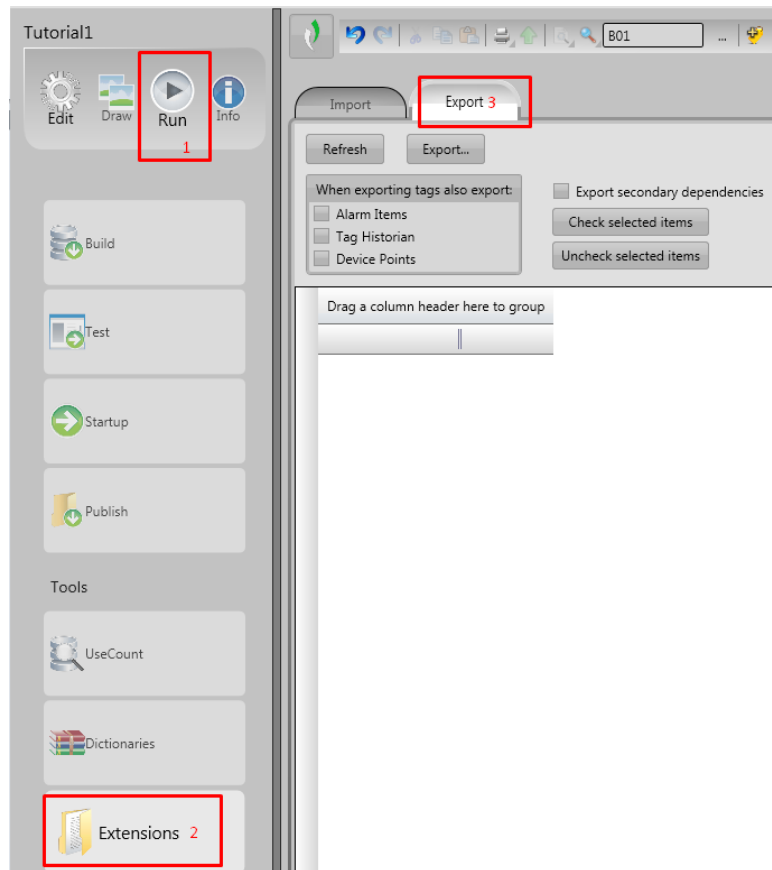 Tutorial1
Edit Draw Run Info
1
Build
Test
Startup
Publish
Tools
UseCount
Dictionaries
Extensions 2
B01 ...
Import Export 3
Refresh Export...
When exporting tags also export:
Alarm Items
Tag Historian
Device Points
Export secondary dependencies
Check selected items
Uncheck selected items
Drag a column header here to group